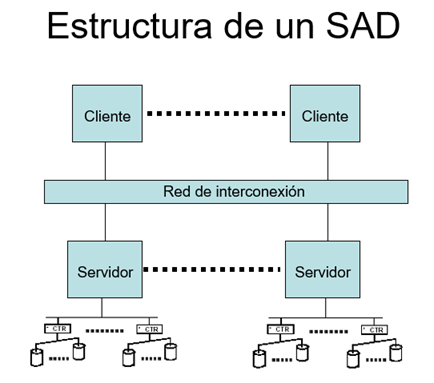 Estructura de un SAD
Cliente
Cliente
Red de interconexión
Servidor
Servidor
CTR
CTR
CTR
CTR